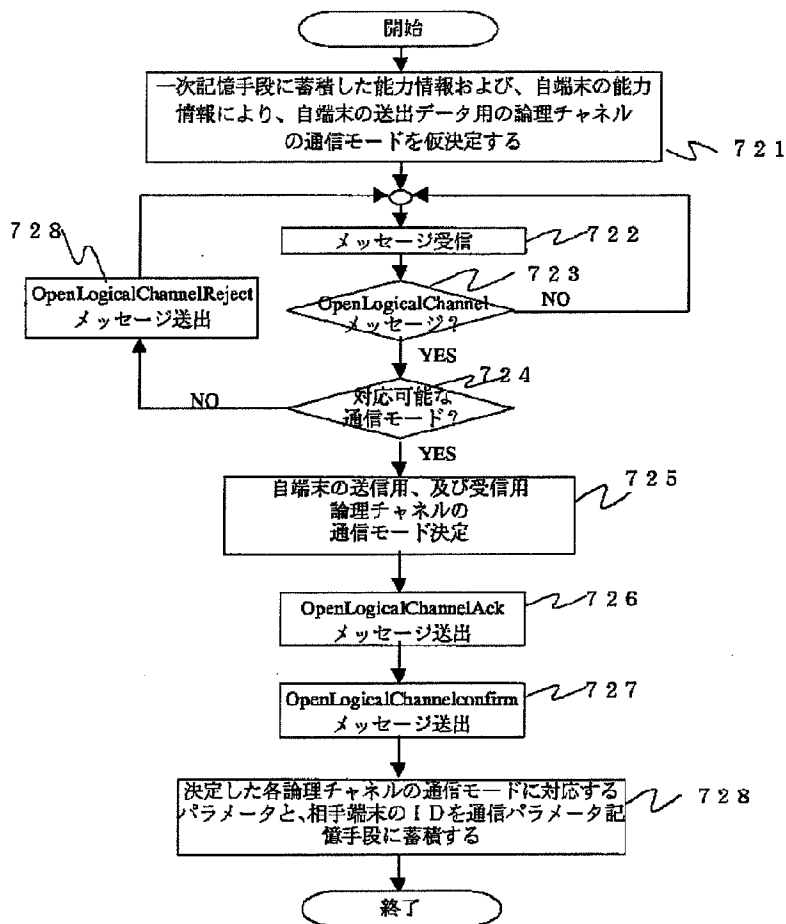 開始
一次記憶手段に蓄積した能力情報および、自端末の能力
情報により、自端末の送出データ用の論理チャネル
の通信モードを仮決定する
721
メッセージ受信
722
723
OpenLogicalChannel
メッセージ?
NO
YES
728
OpenLogicalChannelReject
メッセージ送出
724
対応可能な
通信モード?
NO
YES
自端末の送信用、及び受信用
論理チャネルの
通信モード決定
725
OpenLogicalChannelAck
メッセージ送出
726
OpenLogicalChannelconfirm
メッセージ送出
727
決定した各論理チャネルの通信モードに対応する
パラメータと、相手端末のIDを通信パラメータ記
憶手段に蓄積する
728
終了